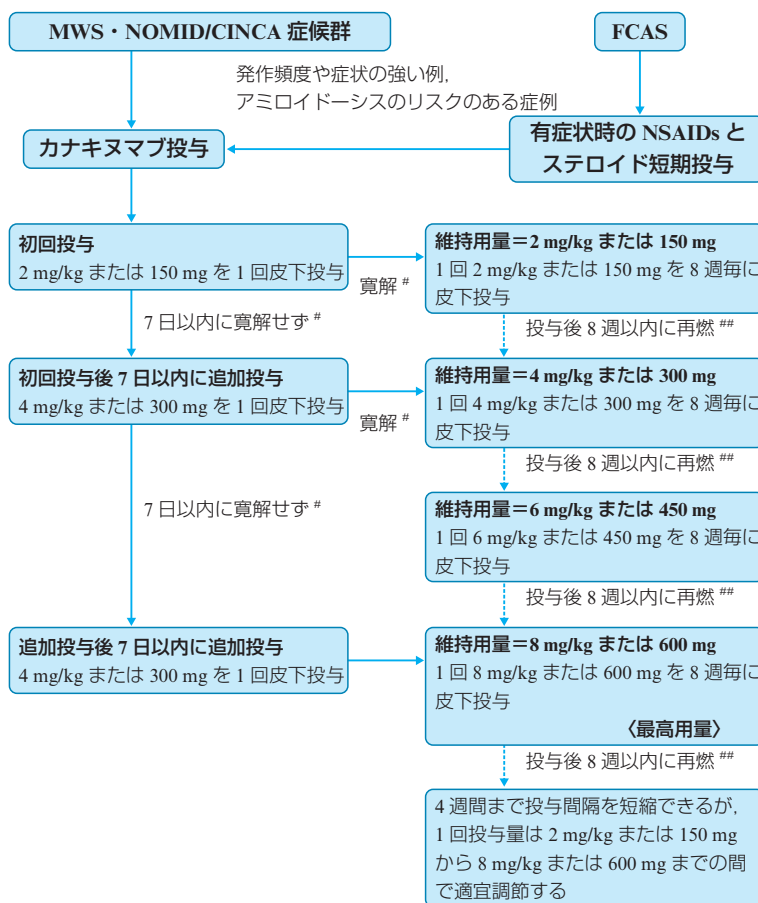 MWS・NOMID/CINCA 症候群
FCAS
発作頻度や症状の強い例,
アミロイドーシスのリスクのある症例
カナキヌマブ投与
有症状時の NSAIDs と
ステロイド短期投与
初回投与
2 mg/kg または 150 mg を 1 回皮下投与
寛解 #
維持用量=2 mg/kg または 150 mg
1 回 2 mg/kg または 150 mg を 8 週毎に
皮下投与
7 日以内に寛解せず #
投与後 8 週以内に再燃 ##
初回投与後 7 日以内に追加投与
4 mg/kg または 300 mg を 1 回皮下投与
寛解 #
維持用量=4 mg/kg または 300 mg
1 回 4 mg/kg または 300 mg を 8 週毎に
皮下投与
投与後 8 週以内に再燃 ##
7 日以内に寛解せず #
維持用量=6 mg/kg または 450 mg
1 回 6 mg/kg または 450 mg を 8 週毎に
皮下投与
投与後 8 週以内に再燃 ##
追加投与後 7 日以内に追加投与
4 mg/kg または 300 mg を 1 回皮下投与
維持用量=8 mg/kg または 600 mg
1 回 8 mg/kg または 600 mg を 8 週毎に
皮下投与
〈最高用量〉
投与後 8 週以内に再燃 ##
4 週間まで投与間隔を短縮できるが,
1 回投与量は 2 mg/kg または 150 mg
から 8 mg/kg または 600 mg までの間
で適宜調節する